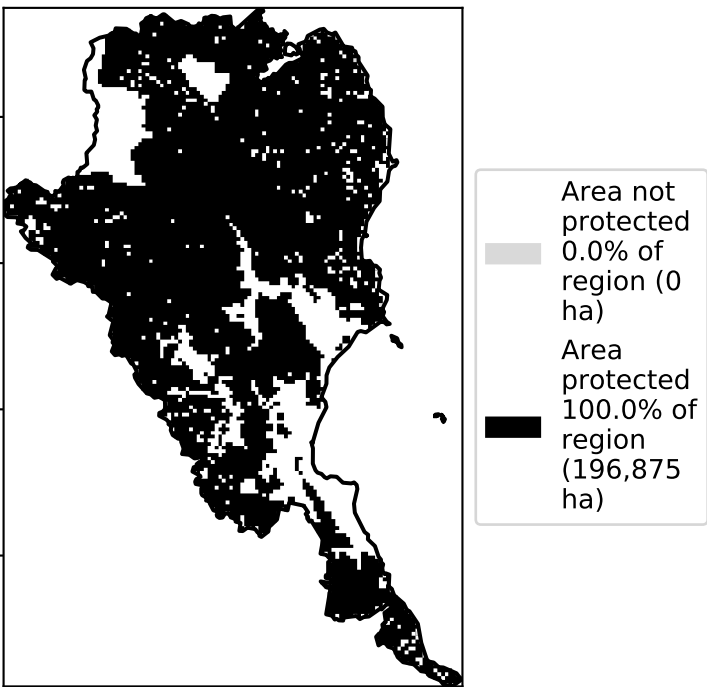 Area not
protected
0.0% of
region (0
ha)
Area
protected
100.0% of
region
(196,875
ha)